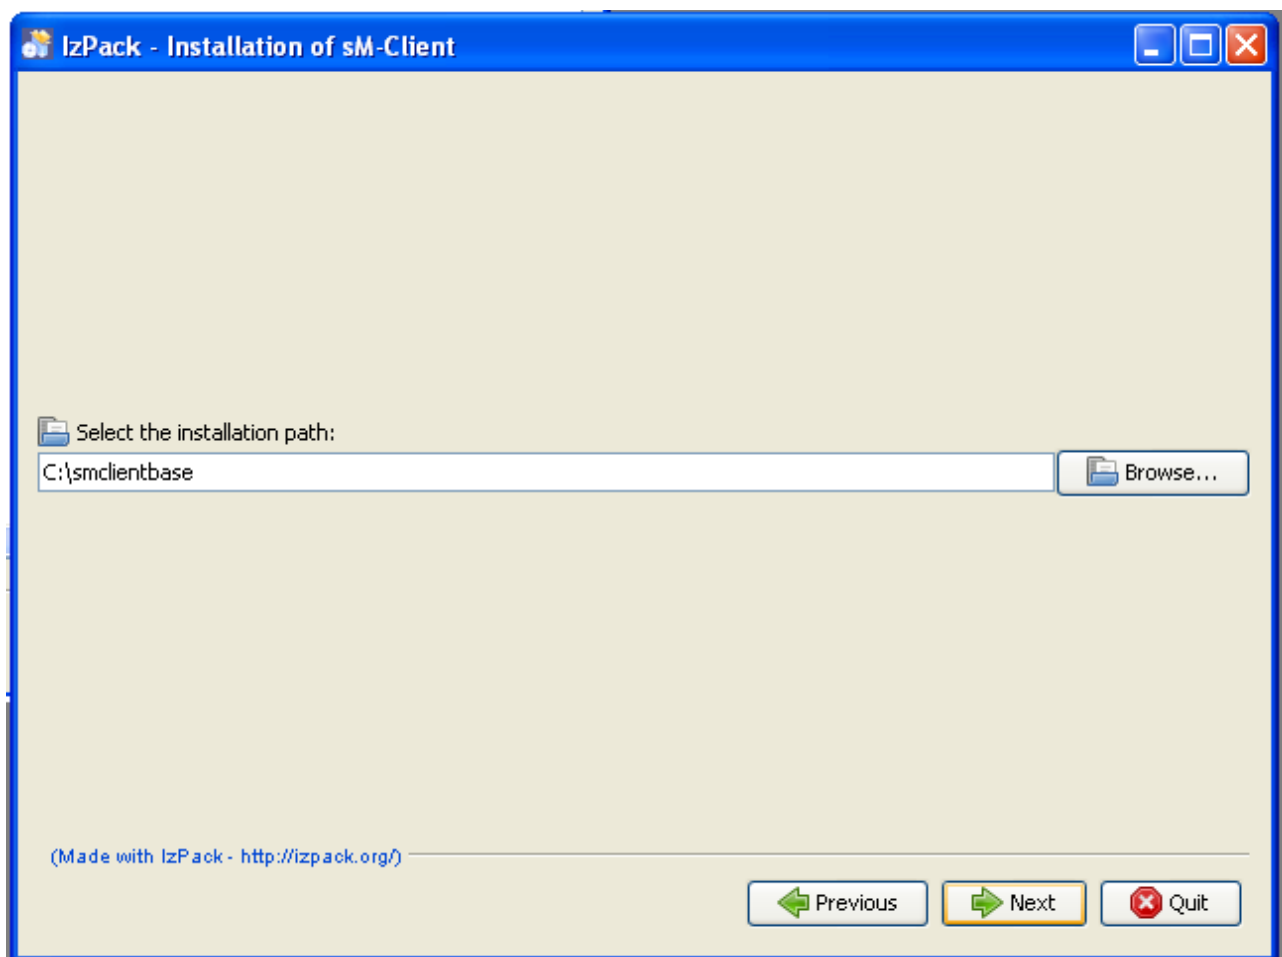 IzPack - Installation of sM-Client
Select the installation path:
C:\smclientbase
Browse...
(Made with IzPack - http://izpack.org/)
Previous
Next
Quit